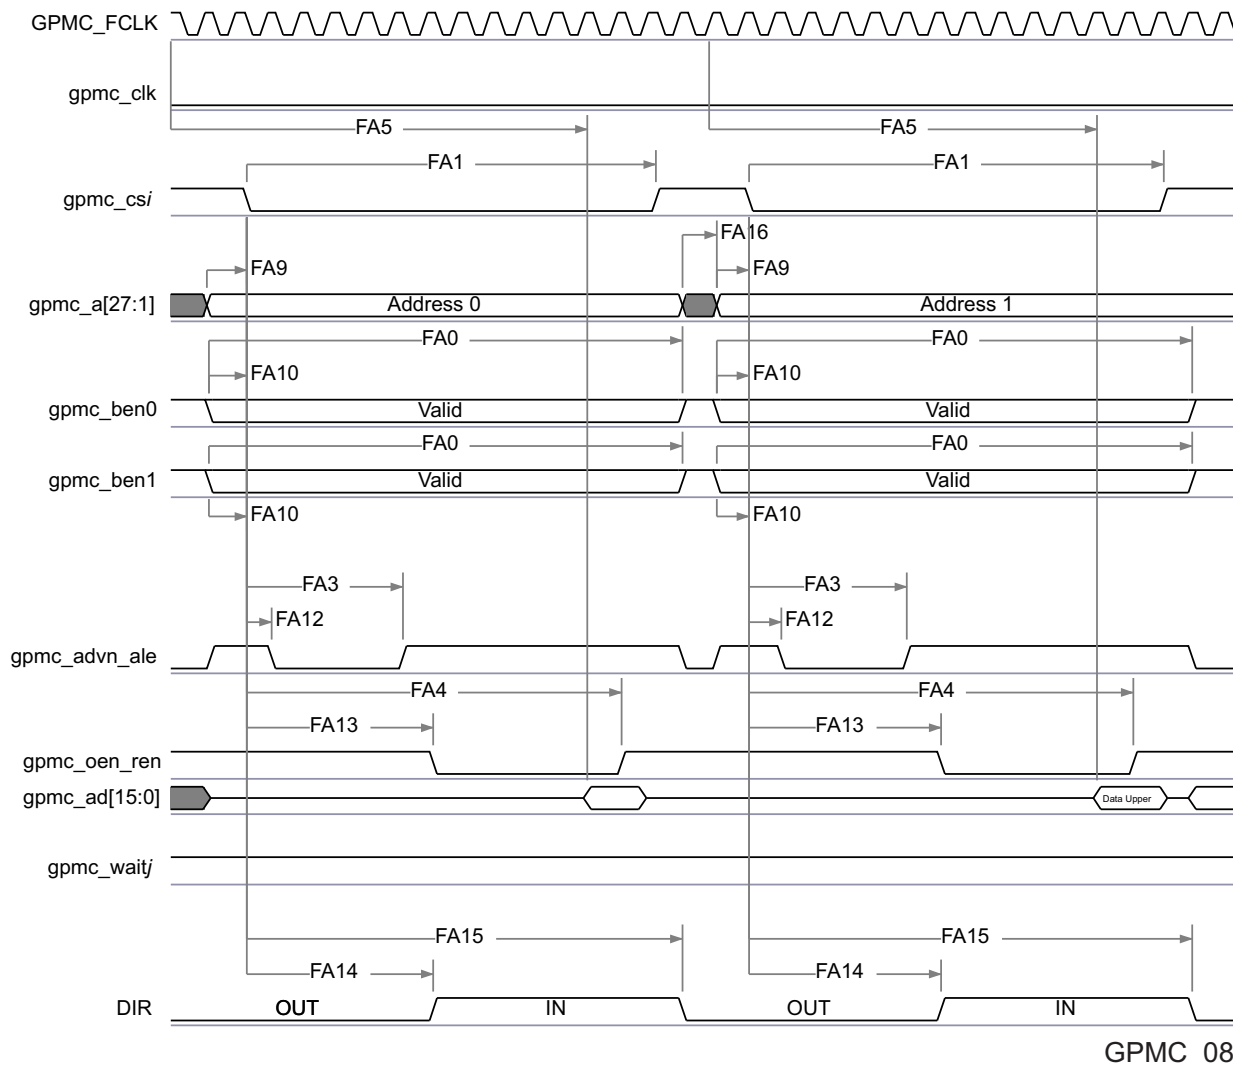 GPMC_FCLK
gpmc_clk
FA5 FA5
FA1 FA1
gpmc_csi
FA16
FA9 FA9
gpmc_a[27:1] Address 0 Address 1
FA0 FA0
FA10 FA10
gpmc_ben0 Valid Valid
FA0 FA0
gpmc_ben1 Valid Valid
FA10 FA10
FA3 FA3
FA12 FA12
gpmc_advn_ale
FA4 FA4
FA13 FA13
gpmc_oen_ren
gpmc_ad[15:0] Data Upper
gpmc_waitj
FA15 FA15
FA14 FA14
DIR OUT IN OUT IN
GPMC 08